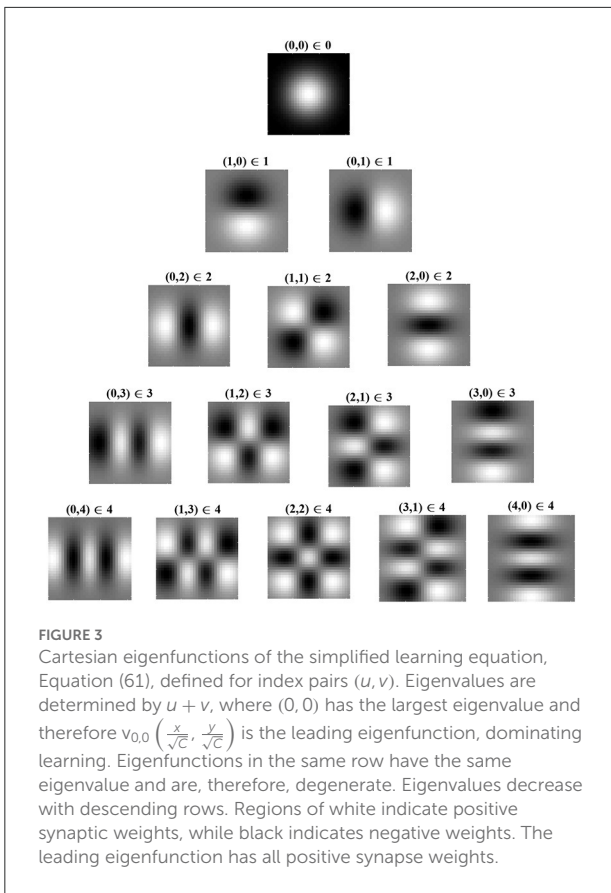 (0,0) ∈ 0
(1,0) ∈ 1 (0,1) ∈ 1
(0,2) ∈ 2 (1,1) ∈ 2 (2,0) ∈ 2
(0,3) ∈ 3 (1,2) ∈ 3 (2,1) ∈ 3 (3,0) ∈ 3
(0,4) ∈ 4 (1,3) ∈ 4 (2,2) ∈ 4 (3,1) ∈ 4 (4,0) ∈ 4
FIGURE 3
Cartesian eigenfunctions of the simplified learning equation,
Equation (61), defined for index pairs (u, v). Eigenvalues are
determined by u + v, where (0, 0) has the largest eigenvalue and
therefore v₀,₀ (x/√C, y/√C) is the leading eigenfunction, dominating
learning. Eigenfunctions in the same row have the same
eigenvalue and are, therefore, degenerate. Eigenvalues decrease
with descending rows. Regions of white indicate positive
synaptic weights, while black indicates negative weights. The
leading eigenfunction has all positive synapse weights.